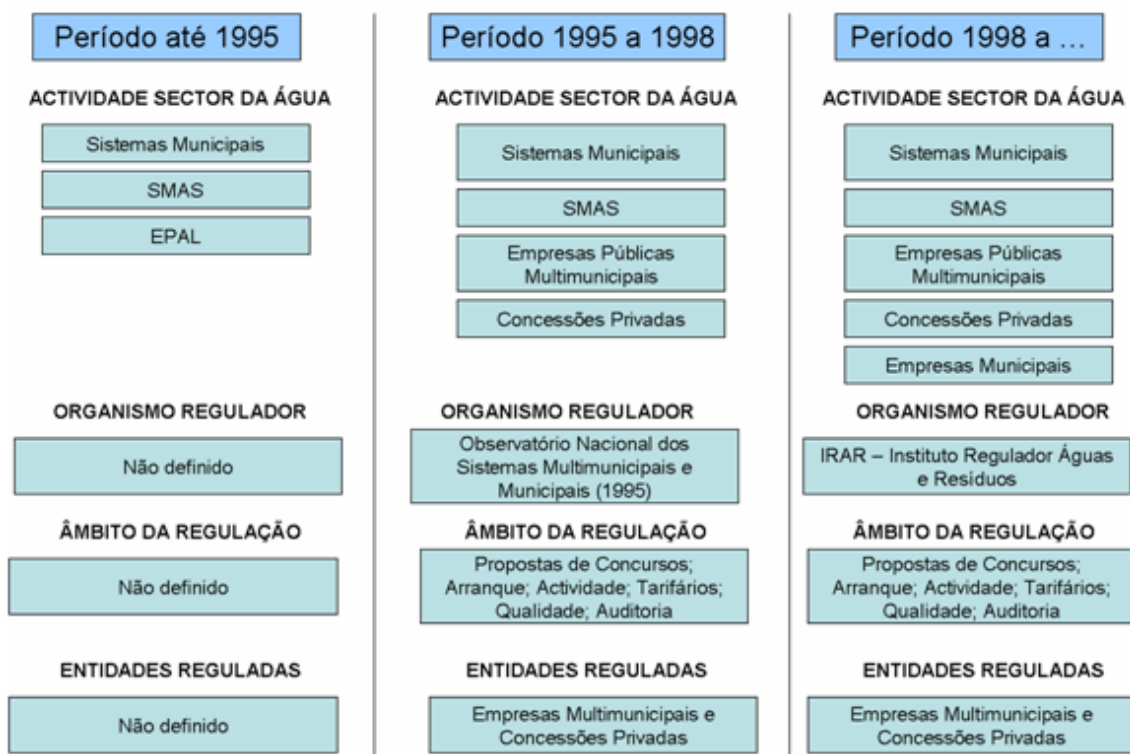 Período até 1995
ACTIVIDADE SECTOR DA ÁGUA
Sistemas Municipais
SMAS
EPAL
ORGANISMO REGULADOR
Não definido
ÂMBITO DA REGULAÇÃO
Não definido
ENTIDADES REGULADAS
Não definido
Período 1995 a 1998
ACTIVIDADE SECTOR DA ÁGUA
Sistemas Municipais
SMAS
Empresas Públicas
Multimunicipais
Concessões Privadas
ORGANISMO REGULADOR
Observatório Nacional dos
Sistemas Multimunicipais e
Municipais (1995)
ÂMBITO DA REGULAÇÃO
Propostas de Concursos;
Arranque; Actividade; Tarifários;
Qualidade; Auditoria
ENTIDADES REGULADAS
Empresas Multimunicipais e
Concessões Privadas
Período 1998 a ...
ACTIVIDADE SECTOR DA ÁGUA
Sistemas Municipais
SMAS
Empresas Públicas
Multimunicipais
Concessões Privadas
Empresas Municipais
ORGANISMO REGULADOR
IRAR – Instituto Regulador Águas
e Resíduos
ÂMBITO DA REGULAÇÃO
Propostas de Concursos;
Arranque; Actividade; Tarifários;
Qualidade; Auditoria
ENTIDADES REGULADAS
Empresas Multimunicipais e
Concessões Privadas